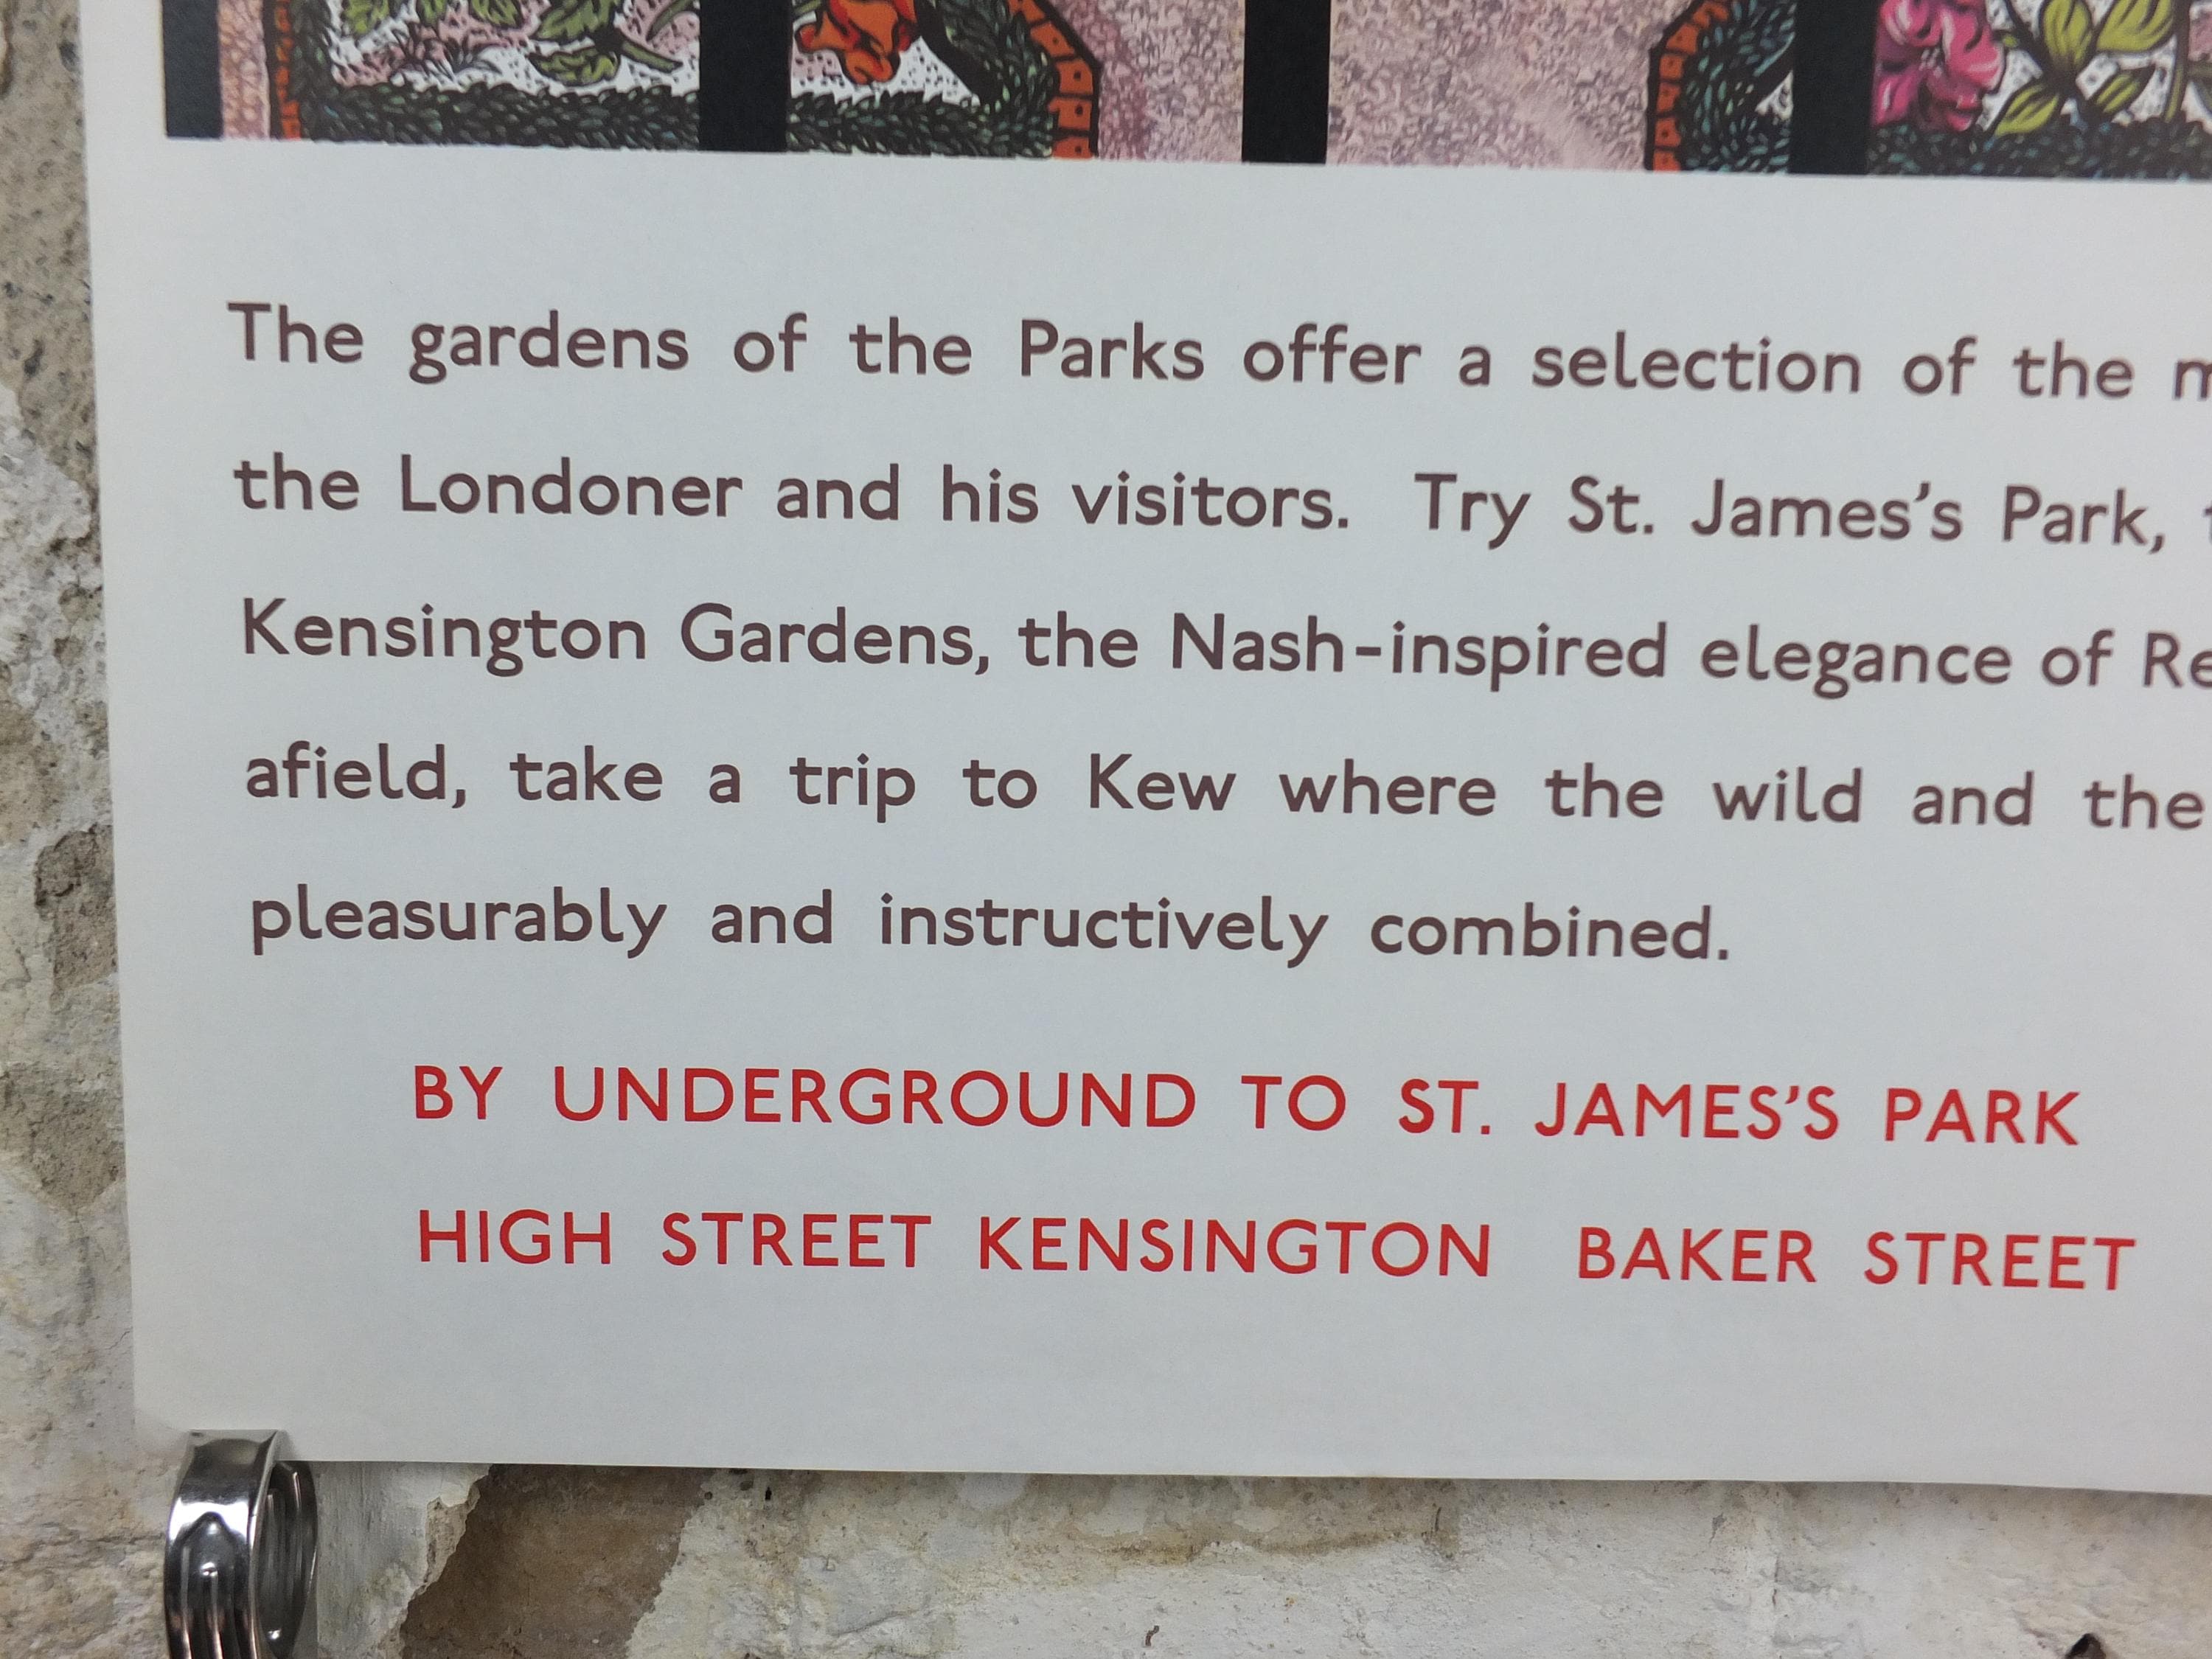 The gardens of the Parks offer a selection of the
the Londoner and his visitors. Try St. James's Park,
Kensington Gardens, the Nash-inspired elegance of
afield, take a trip to Kew where the wild and the
pleasurably and instructively combined.
BY UNDERGROUND TO ST. JAMES'S PARK
HIGH STREET KENSINGTON BAKER STREET